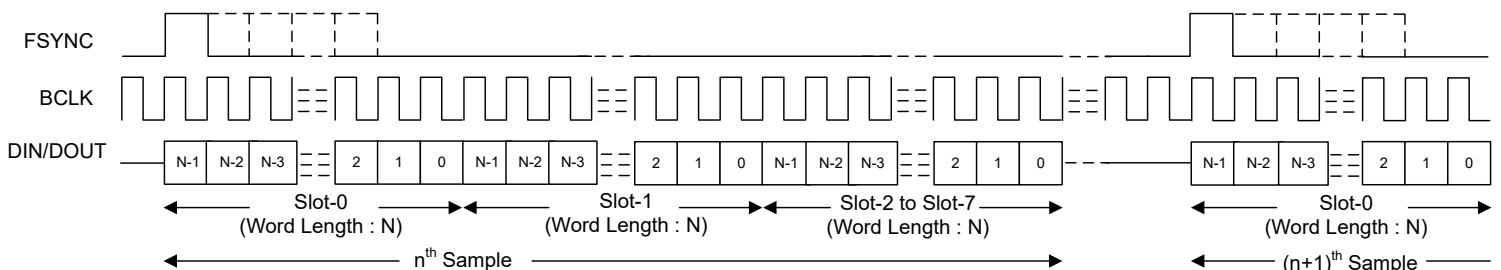 FSYNC
BCLK
DIN/DOUT
N-1 N-2 N-3 2 1 0 N-1 N-2 N-3 2 1 0 N-1 N-2 N-3 2 1 0 N-1 N-2 N-3 2 1 0
Slot-0 Slot-1 Slot-2 to Slot-7 Slot-0
(Word Length : N) (Word Length : N) (Word Length : N) (Word Length : N)
nth Sample (n+1)th Sample